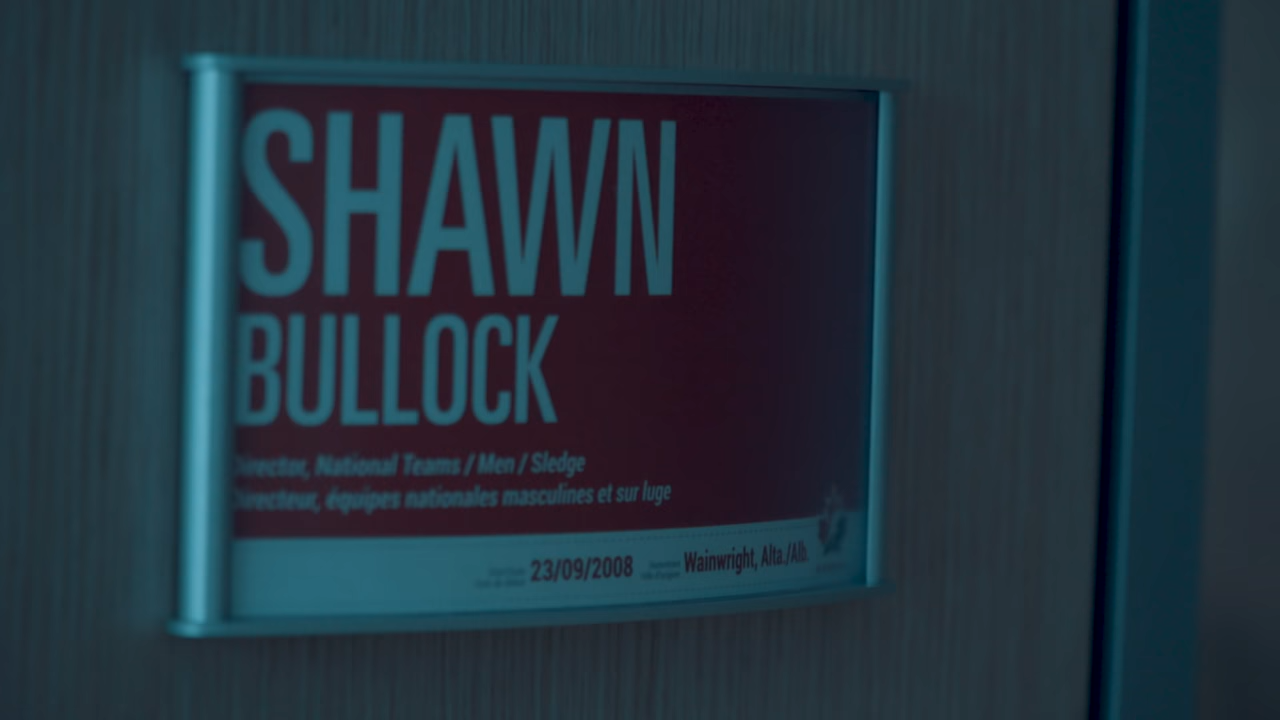 SHAWN
BULLOCK
Director, National Teams / Men / Sledge
Directeur, équipes nationales masculines et sur luge
23/09/2008 Wainwright, Alta./Alb.